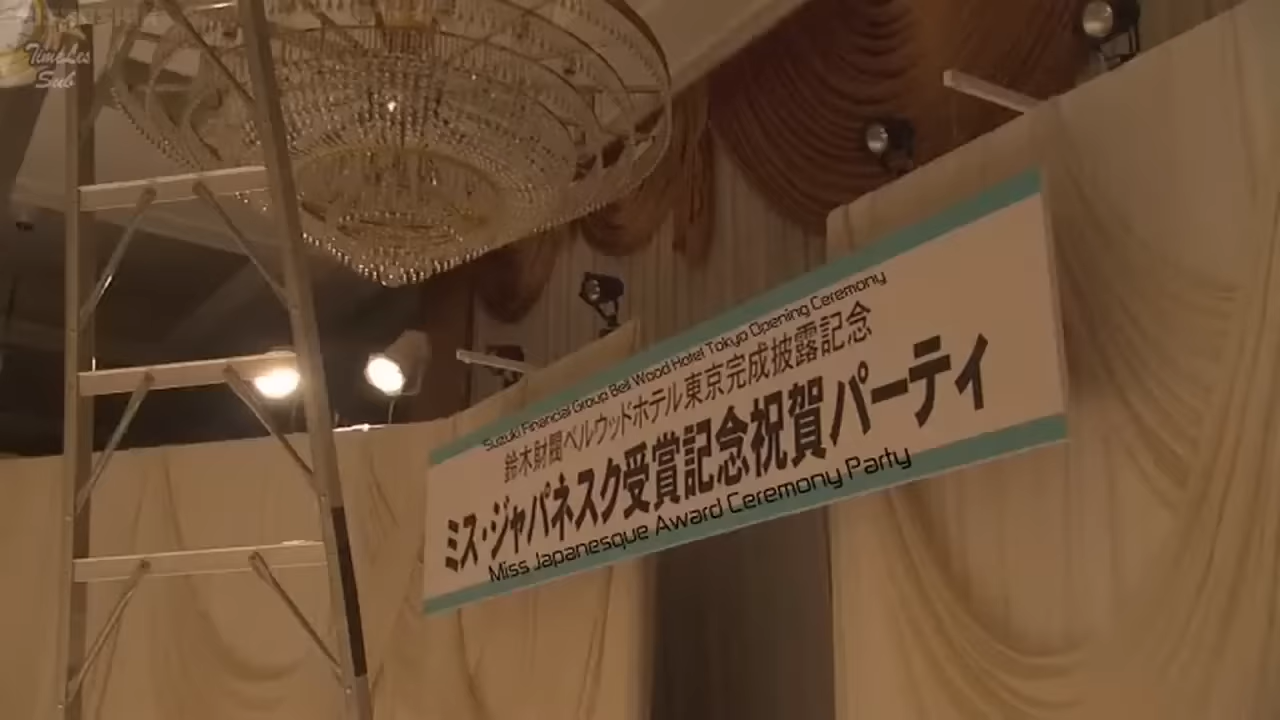 TimeLes
Sub
Suzuki Financial Group Bell Wood Hotel Tokyo Opening Ceremony
鈴木財閥ベルウッドホテル東京完成披露記念
ミス・ジャパネスク受賞記念祝賀パーティ
Miss Japanesque Award Ceremony Party